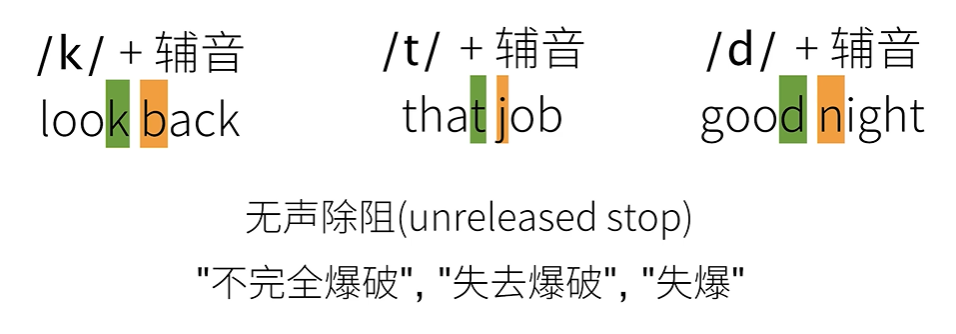 /k/ + 辅音 /t/ + 辅音 /d/ + 辅音
look back that job good night
无声除阻(unreleased stop)
"不完全爆破", "失去爆破", "失爆"